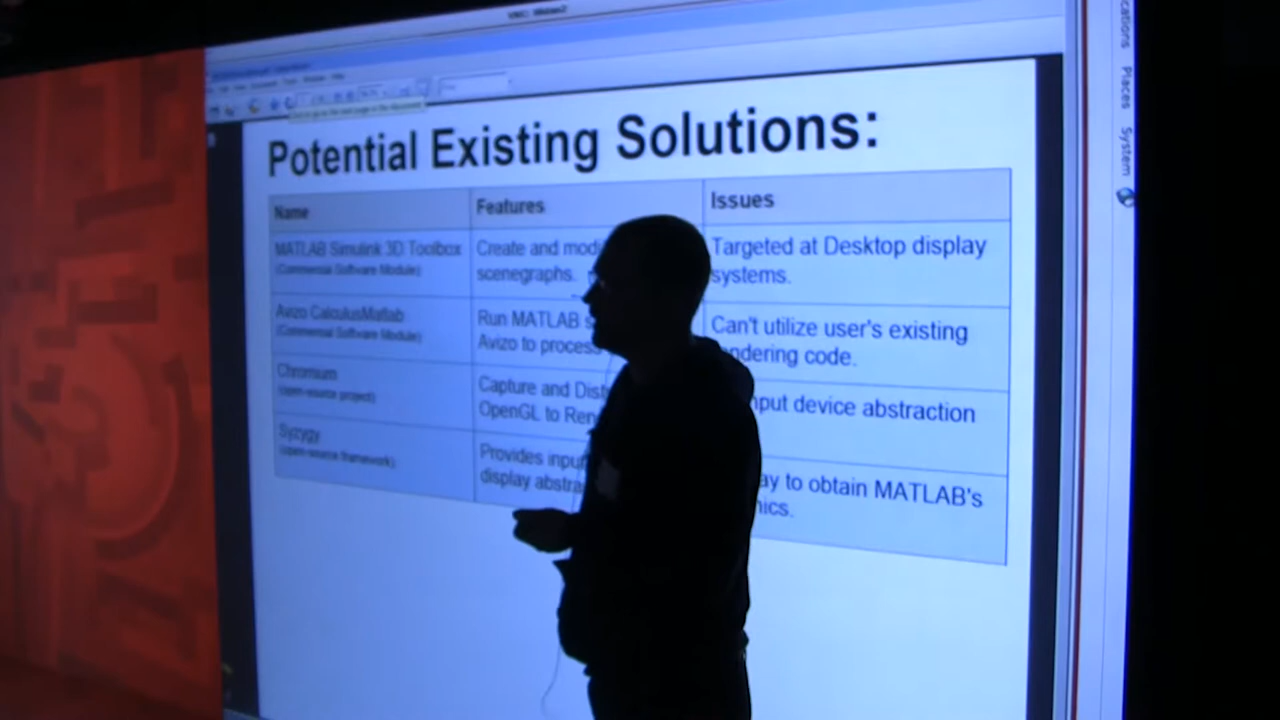 Potential Existing Solutions:
Name
Features
Issues
MATLAB Simulink 3D Toolbox
(Commercial Software Module)
Create and modi
scenegraphs.
Targeted at Desktop display
systems.
Avizo CalculusMatlab
(Commercial Software Module)
Run MATLAB s
Avizo to process
Can't utilize user's existing
ndering code.
Chromium
(open-source project)
Capture and Dist
OpenGL to Ren
nput device abstraction
Syzygy
(open-source framework)
Provides input
display abstra
ay to obtain MATLAB's
hics.
cations Places System